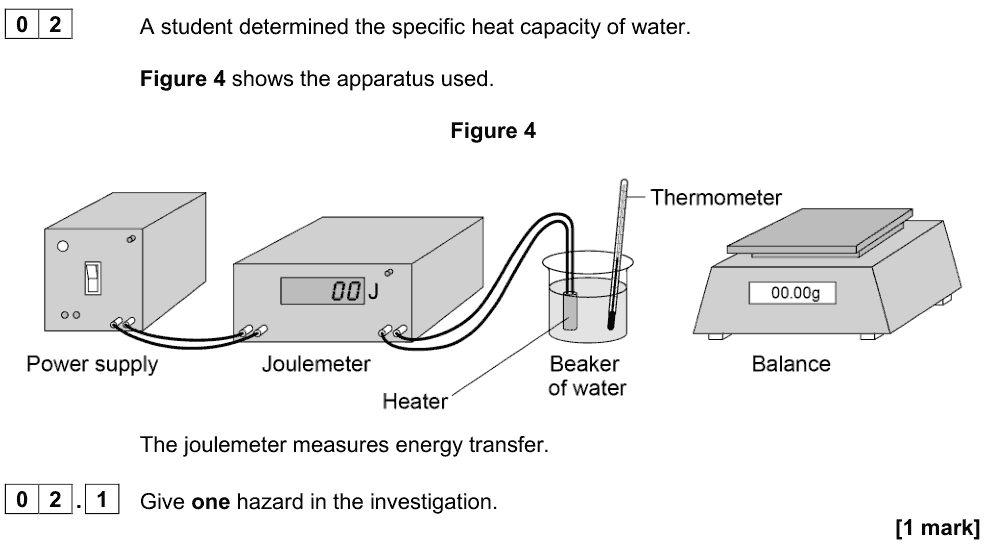 0 2 A student determined the specific heat capacity of water.
Figure 4 shows the apparatus used.
Figure 4
Thermometer
00 J
00.00g
Power supply
Joulemeter
Heater
Beaker
of water
Balance
The joulemeter measures energy transfer.
0 2 . 1 Give one hazard in the investigation.
[1 mark]